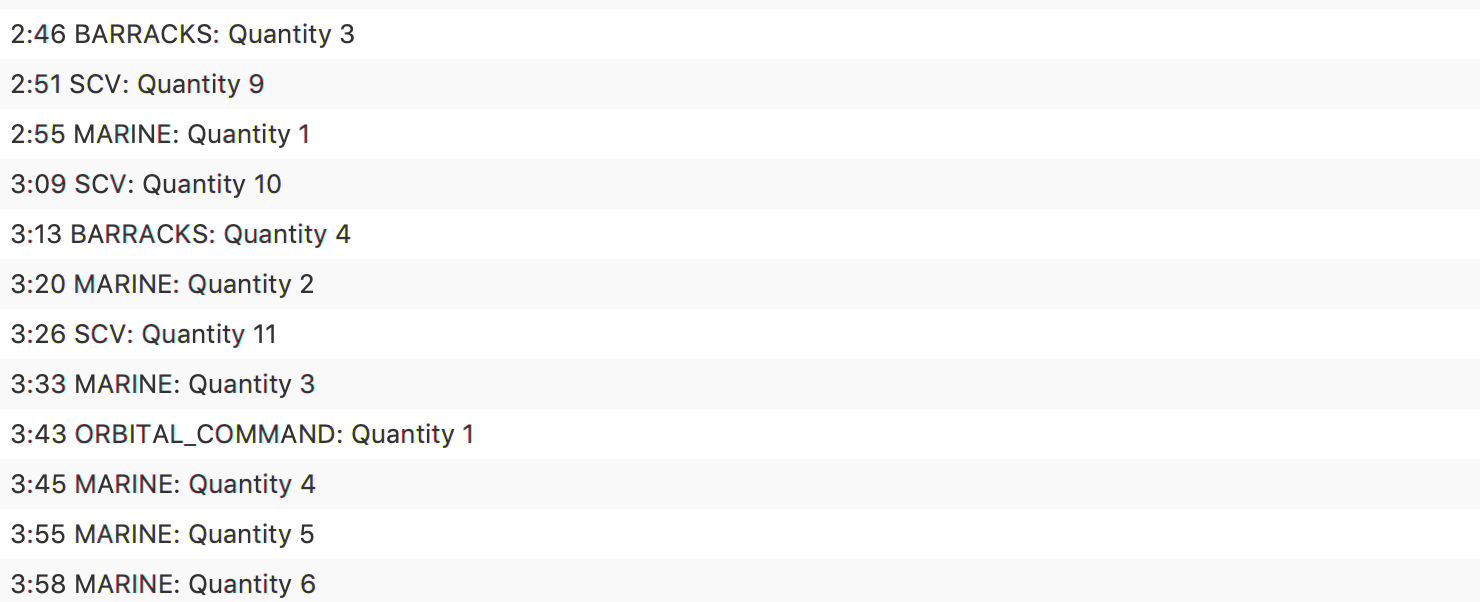 2:46 BARRACKS: Quantity 3
2:51 SCV: Quantity 9
2:55 MARINE: Quantity 1
3:09 SCV: Quantity 10
3:13 BARRACKS: Quantity 4
3:20 MARINE: Quantity 2
3:26 SCV: Quantity 11
3:33 MARINE: Quantity 3
3:43 ORBITAL_COMMAND: Quantity 1
3:45 MARINE: Quantity 4
3:55 MARINE: Quantity 5
3:58 MARINE: Quantity 6